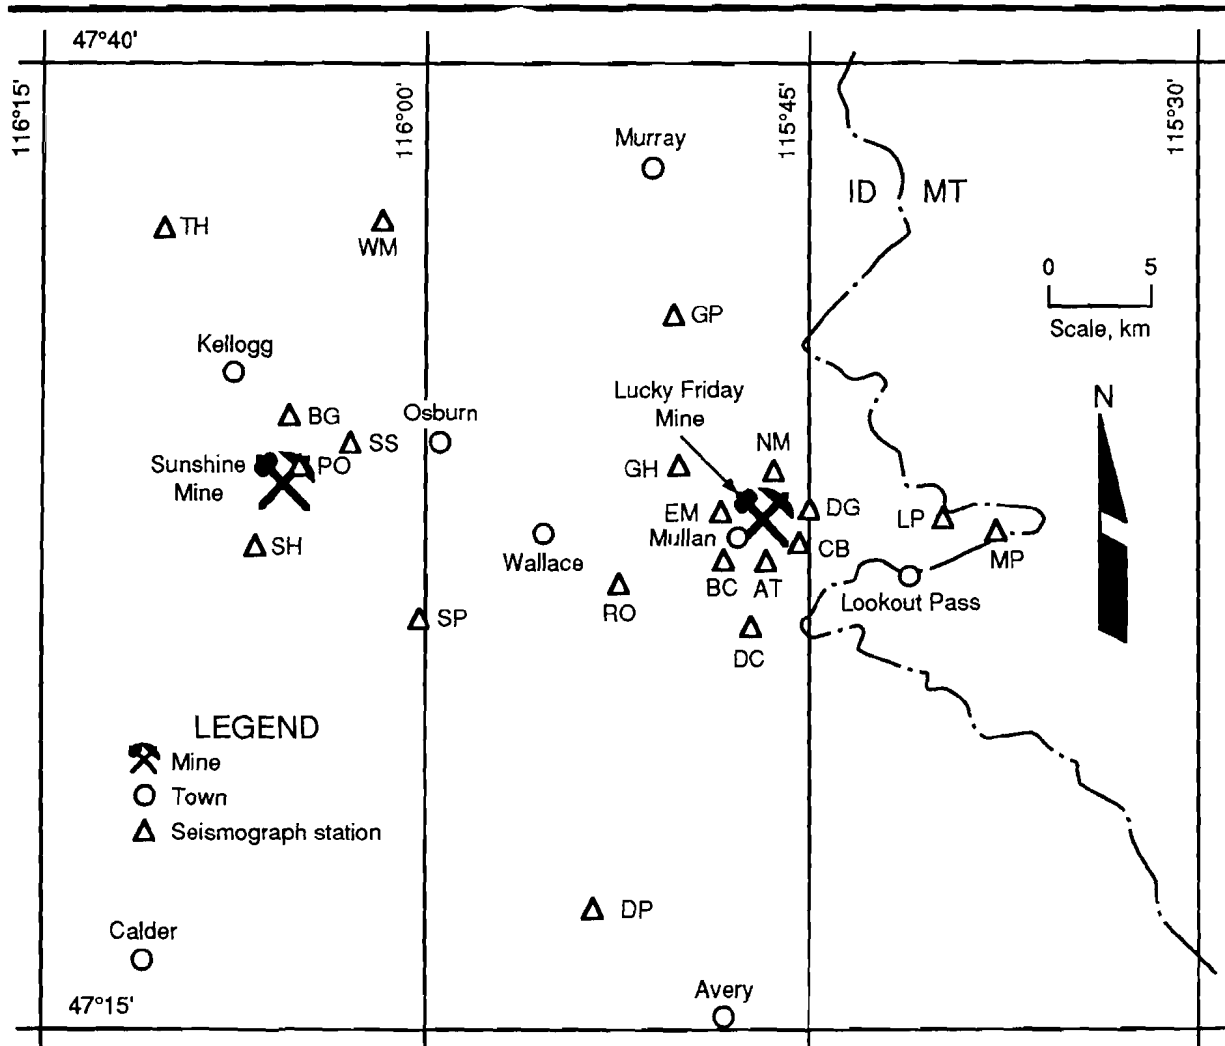 47°40'
116°15'
116°00'
115°45'
115°30'
Murray
ID MT
TH
WM
0 5
Scale, km
GP
Kellogg
Lucky Friday
Mine
N
BG
Osburn
SS
NM
Sunshine
Mine
PO
GH
EM
DG
LP
Mullan
CB
MP
SH
Wallace
BC
AT
Lookout Pass
RO
SP
DC
LEGEND
Mine
Town
Seismograph station
DP
Calder
Avery
47°15'